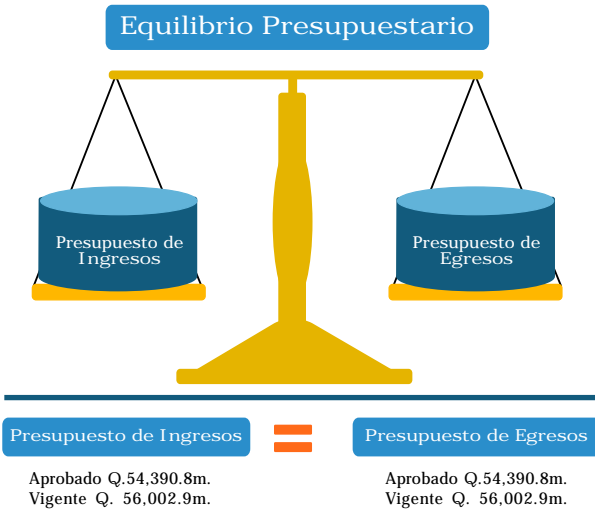 Equilibrio Presupuestario
Presupuesto de
Ingresos
Presupuesto de
Egresos
Presupuesto de Ingresos
=
Presupuesto de Egresos
Aprobado Q.54,390.8m.
Vigente Q. 56,002.9m.
Aprobado Q.54,390.8m.
Vigente Q. 56,002.9m.